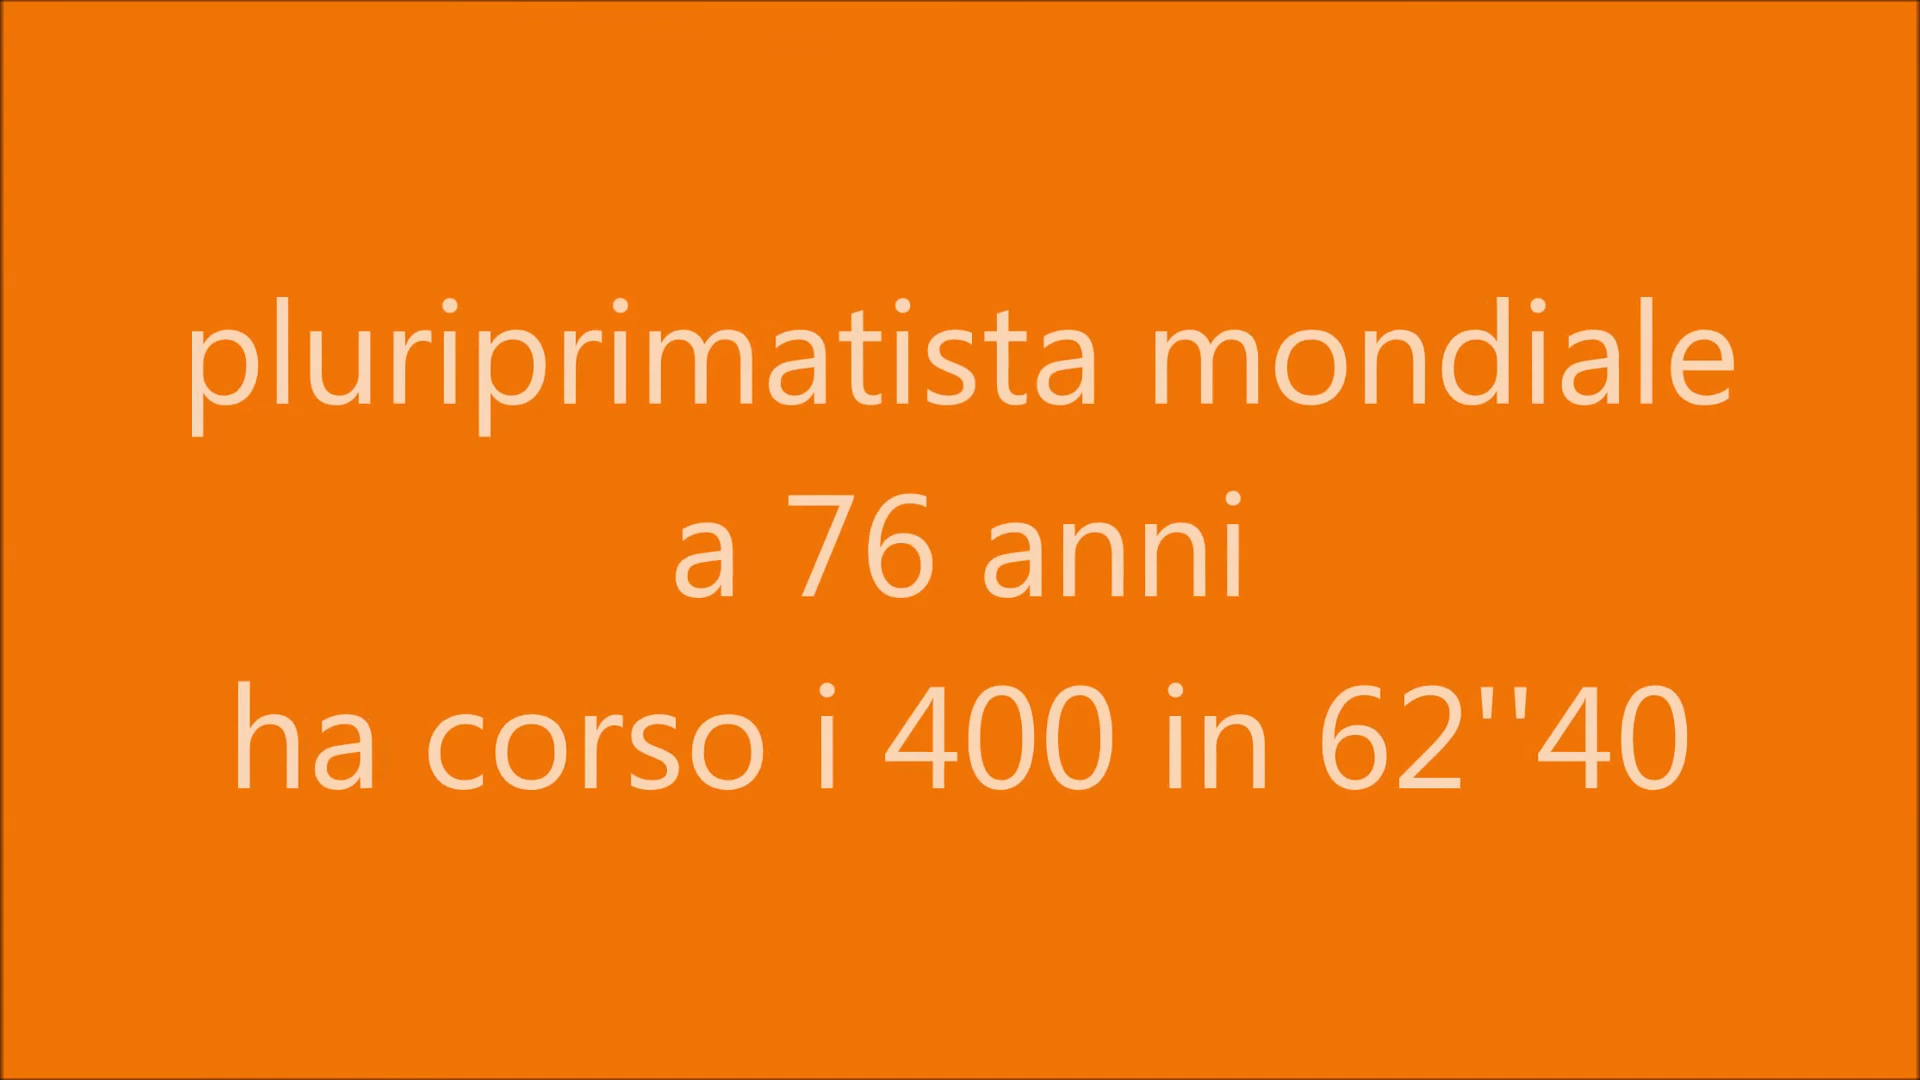 pluriprimatista mondiale
a 76 anni
ha corso i 400 in 62''40